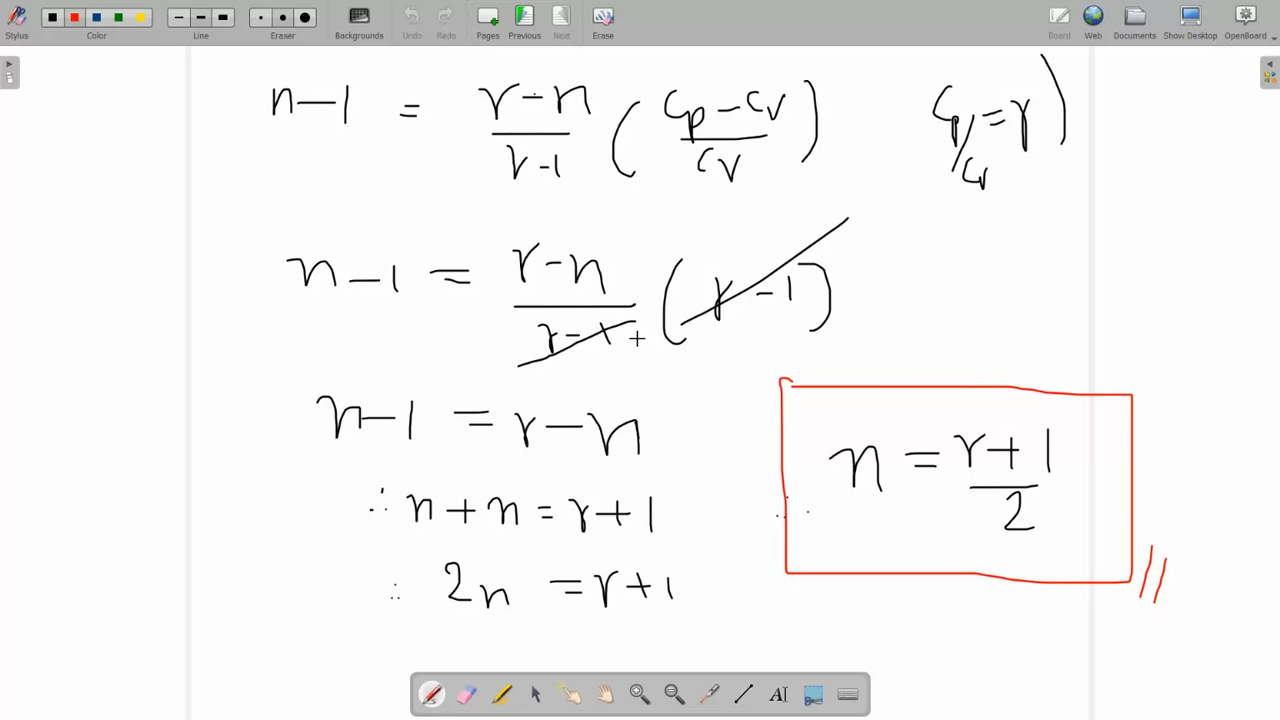 Stylus Color Line Eraser Backgrounds Undo Redo Pages Previous Next Erase Board Web Documents Show Desktop OpenBoard
n-1 = γ-n/γ-1 (Cp-Cv/Cv) Cp/Cv=γ)
n-1 = γ-n/γ-1 (γ-1)
n-1 = γ-n
∴ n+n=γ+1
∴ 2n =γ+1
∴ n = γ+1/2